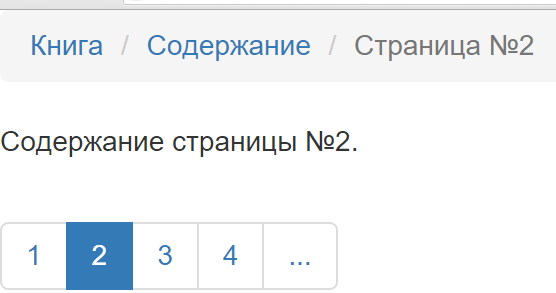 Книга / Содержание / Страница №2
Содержание страницы №2.
1 2 3 4 ...